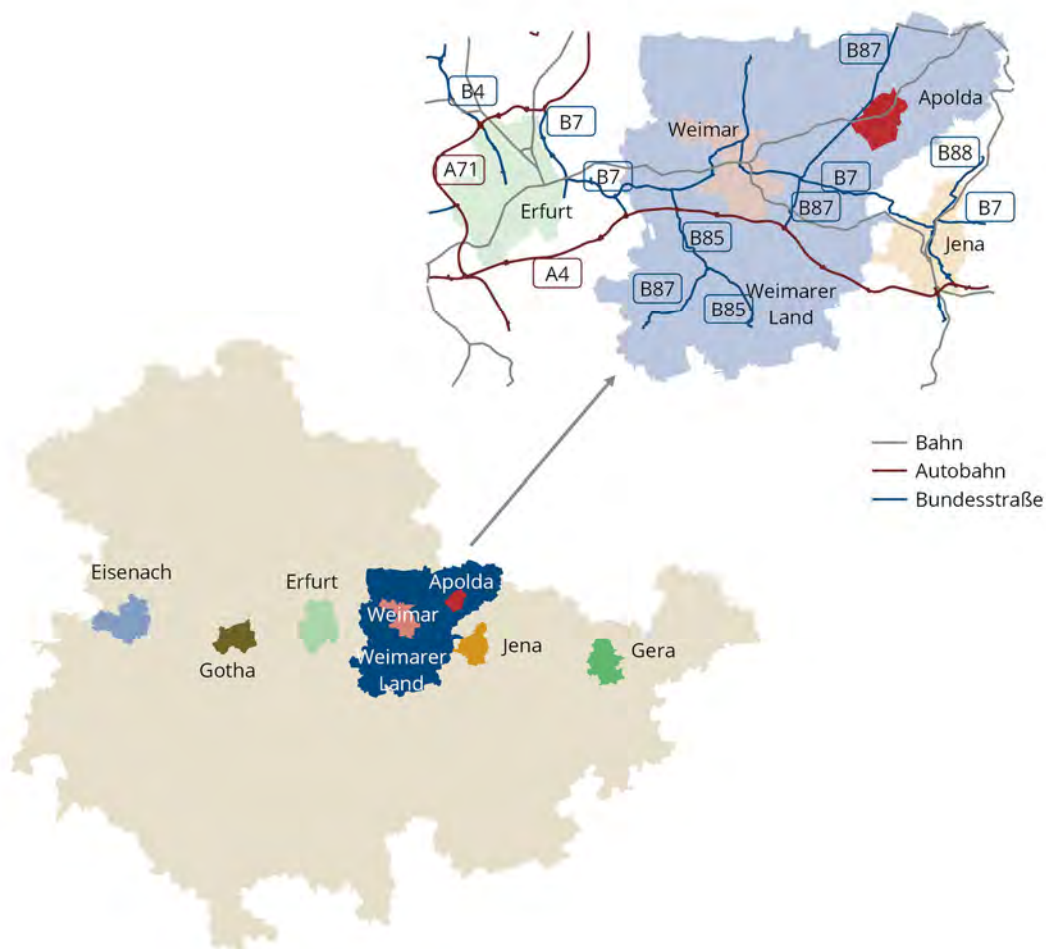 B87
B4
Apolda
B7
Weimar
B88
A71
B7
B7
B87
B7
Erfurt
B85
Jena
A4
B87
Weimarer
Land
B85
Bahn
Autobahn
Bundesstraße
Eisenach
Erfurt
Apolda
Weimar
Jena
Gera
Gotha
Weimarer
Land